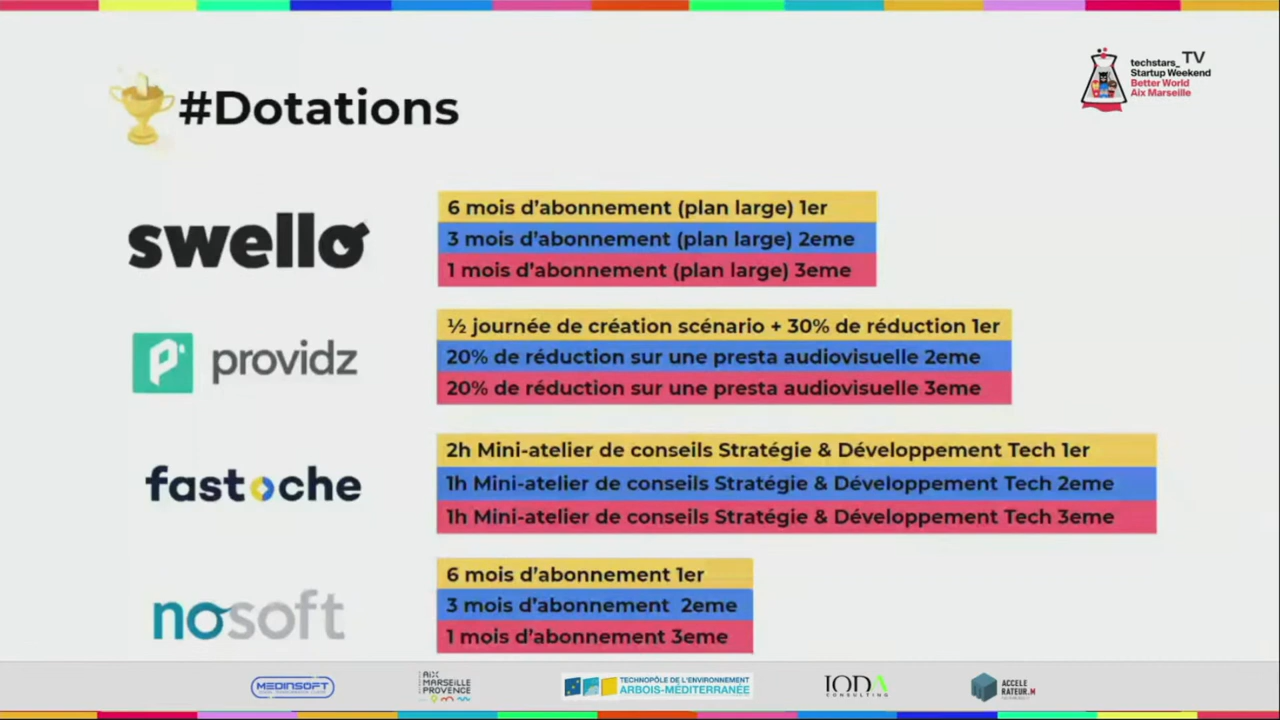 #Dotations
techstars_TV
Startup Weekend
Better World
Aix Marseille
swello
6 mois d'abonnement (plan large) 1er
3 mois d'abonnement (plan large) 2eme
1 mois d'abonnement (plan large) 3eme
providz
½ journée de création scénario + 30% de réduction 1er
20% de réduction sur une presta audiovisuelle 2eme
20% de réduction sur une presta audiovisuelle 3eme
fastoche
2h Mini-atelier de conseils Stratégie & Développement Tech 1er
1h Mini-atelier de conseils Stratégie & Développement Tech 2eme
1h Mini-atelier de conseils Stratégie & Développement Tech 3eme
nosoft
6 mois d'abonnement 1er
3 mois d'abonnement 2eme
1 mois d'abonnement 3eme
MEDINSOFT
AIX
MARSEILLE
PROVENCE
TECHNOPÔLE DE L'ENVIRONNEMENT
ARBOIS-MÉDITERRANÉE
IODA
CONSULTING
ACCELE
RATEUR.M